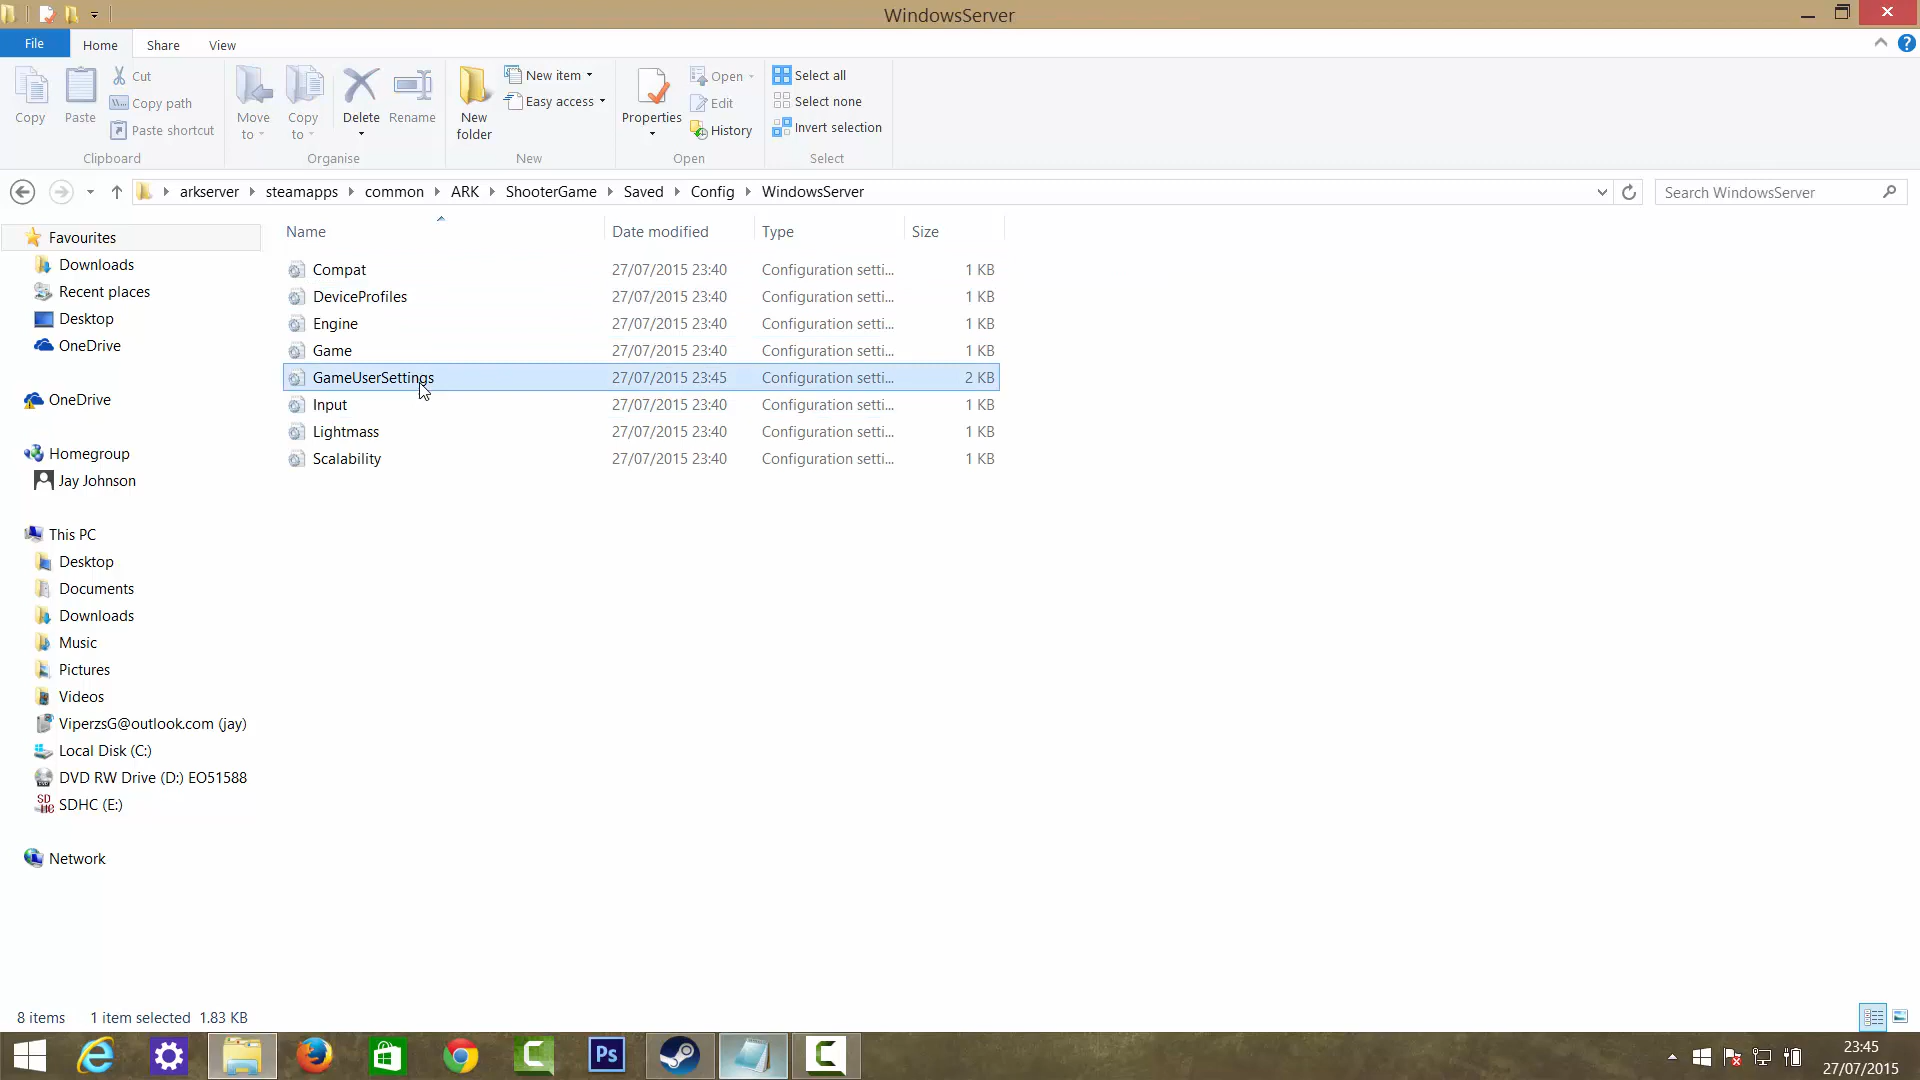 WindowsServer
File
Home
Share
View
Copy
Paste
Cut
Copy path
Paste shortcut
Clipboard
Move to
Copy to
Delete
Rename
Organise
New folder
New item
Easy access
New
Properties
Open
Edit
History
Open
Select all
Select none
Invert selection
Select
arkserver
steamapps
common
ARK
ShooterGame
Saved
Config
WindowsServer
Search WindowsServer
Name
Date modified
Type
Size
Compat 27/07/2015 23:40 Configuration setti... 1 KB
DeviceProfiles 27/07/2015 23:40 Configuration setti... 1 KB
Engine 27/07/2015 23:40 Configuration setti... 1 KB
Game 27/07/2015 23:40 Configuration setti... 1 KB
GameUserSettings 27/07/2015 23:45 Configuration setti... 2 KB
Input 27/07/2015 23:40 Configuration setti... 1 KB
Lightmass 27/07/2015 23:40 Configuration setti... 1 KB
Scalability 27/07/2015 23:40 Configuration setti... 1 KB
Favourites
Downloads
Recent places
Desktop
OneDrive
OneDrive
Homegroup
Jay Johnson
This PC
Desktop
Documents
Downloads
Music
Pictures
Videos
ViperzsG@outlook.com (jay)
Local Disk (C:)
DVD RW Drive (D:) EO51588
SDHC (E:)
Network
8 items
1 item selected 1.83 KB
Ps
23:45
27/07/2015